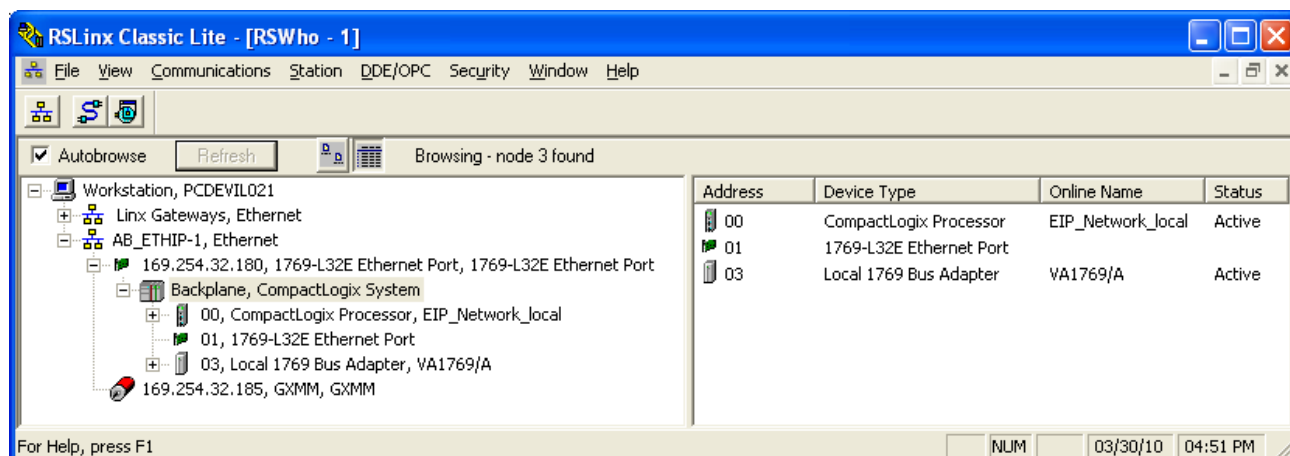 RSLinx Classic Lite - [RSWho - 1]
File View Communications Station DDE/OPC Security Window Help
Autobrowse Refresh Browsing - node 3 found
Workstation, PCDEVIL021
Linx Gateways, Ethernet
AB_ETHIP-1, Ethernet
169.254.32.180, 1769-L32E Ethernet Port, 1769-L32E Ethernet Port
Backplane, CompactLogix System
00, CompactLogix Processor, EIP_Network_local
01, 1769-L32E Ethernet Port
03, Local 1769 Bus Adapter, VA1769/A
169.254.32.185, GXMM, GXMM
Address Device Type Online Name Status
00 CompactLogix Processor EIP_Network_local Active
01 1769-L32E Ethernet Port
03 Local 1769 Bus Adapter VA1769/A Active
For Help, press F1 NUM 03/30/10 04:51 PM